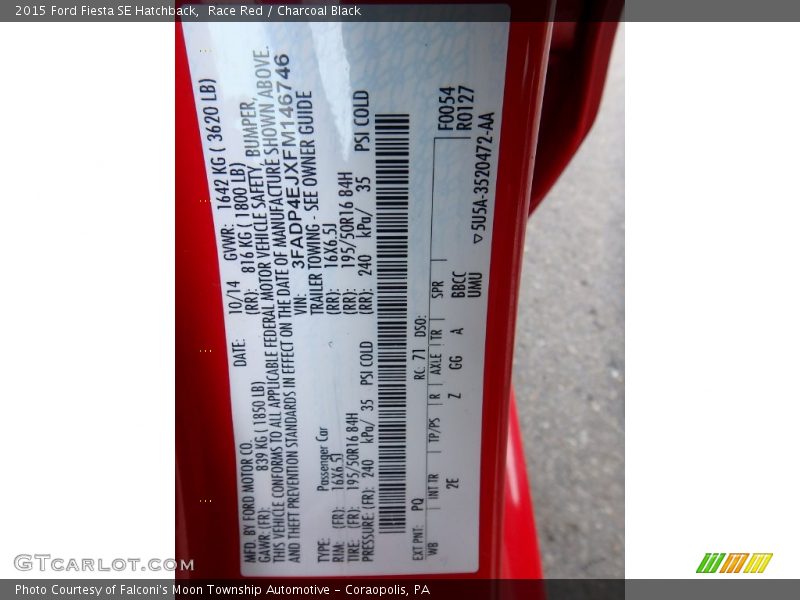 2015 Ford Fiesta SE Hatchback,  Race Red / Charcoal Black
MFD. BY FORD MOTOR CO.
DATE: 10/14 GVWR: 1642 KG ( 3620 LB)
GAWR: (FR): 839 KG ( 1850 LB) (RR): 816 KG ( 1800 LB)
THIS VEHICLE CONFORMS TO ALL APPLICABLE FEDERAL MOTOR VEHICLE SAFETY, BUMPER,
AND THEFT PREVENTION STANDARDS IN EFFECT ON THE DATE OF MANUFACTURE SHOWN ABOVE.
VIN: 3FADP4EJXFM146746
TYPE: Passenger Car TRAILER TOWING - SEE OWNER GUIDE
RIM: (FR): 16X6.5J (RR): 16X6.5J
TIRE: (FR): 195/50R16 84H (RR): 195/50R16 84H
PRESSURE: (FR): 240 kPa/ 35 PSI COLD (RR): 240 kPa/ 35 PSI COLD
EXT PNT: PQ RC: 71 DSO: F0054
WB INT TR TP/PS R AXLE TR SPR R0127
2E Z GG A BBCC
UMU
▽5U5A-3520472-AA
GTCarLot.com
Photo Courtesy of Falconi's Moon Township Automotive - Coraopolis, PA